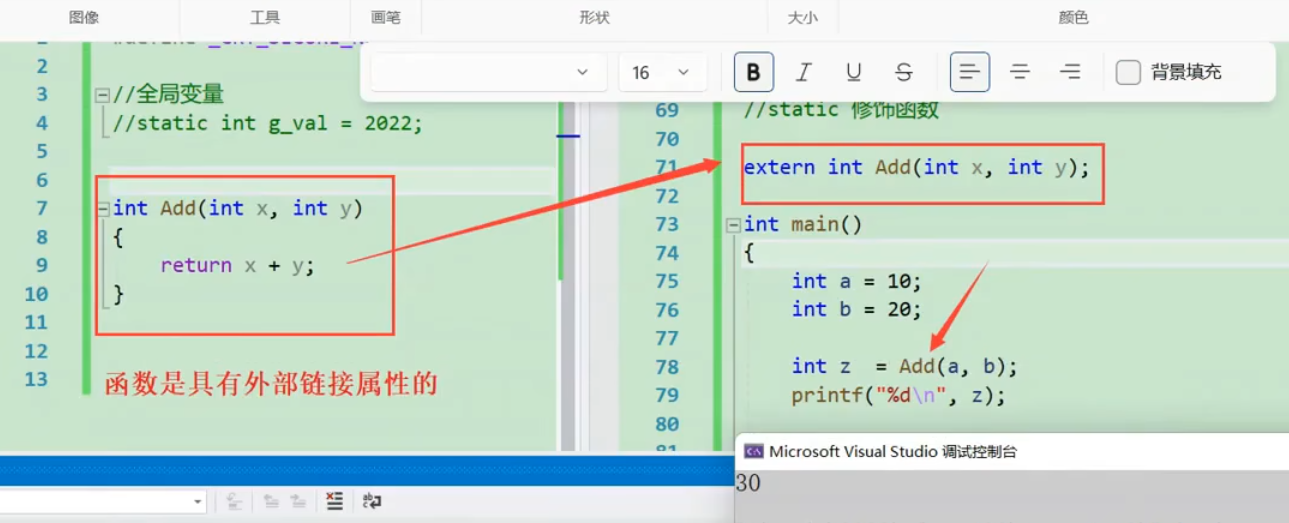 图像 工具 画笔 形状 大小 颜色
16 B I U S 背景填充
2
3 //全局变量
4 //static int g_val = 2022;
5
6
7 int Add(int x, int y)
8 {
9 return x + y;
10 }
11
12
13
函数是具有外部链接属性的
69 //static 修饰函数
70
71 extern int Add(int x, int y);
72
73 int main()
74 {
75 int a = 10;
76 int b = 20;
77
78 int z = Add(a, b);
79 printf("%d\n", z);
80
Microsoft Visual Studio 调试控制台
30